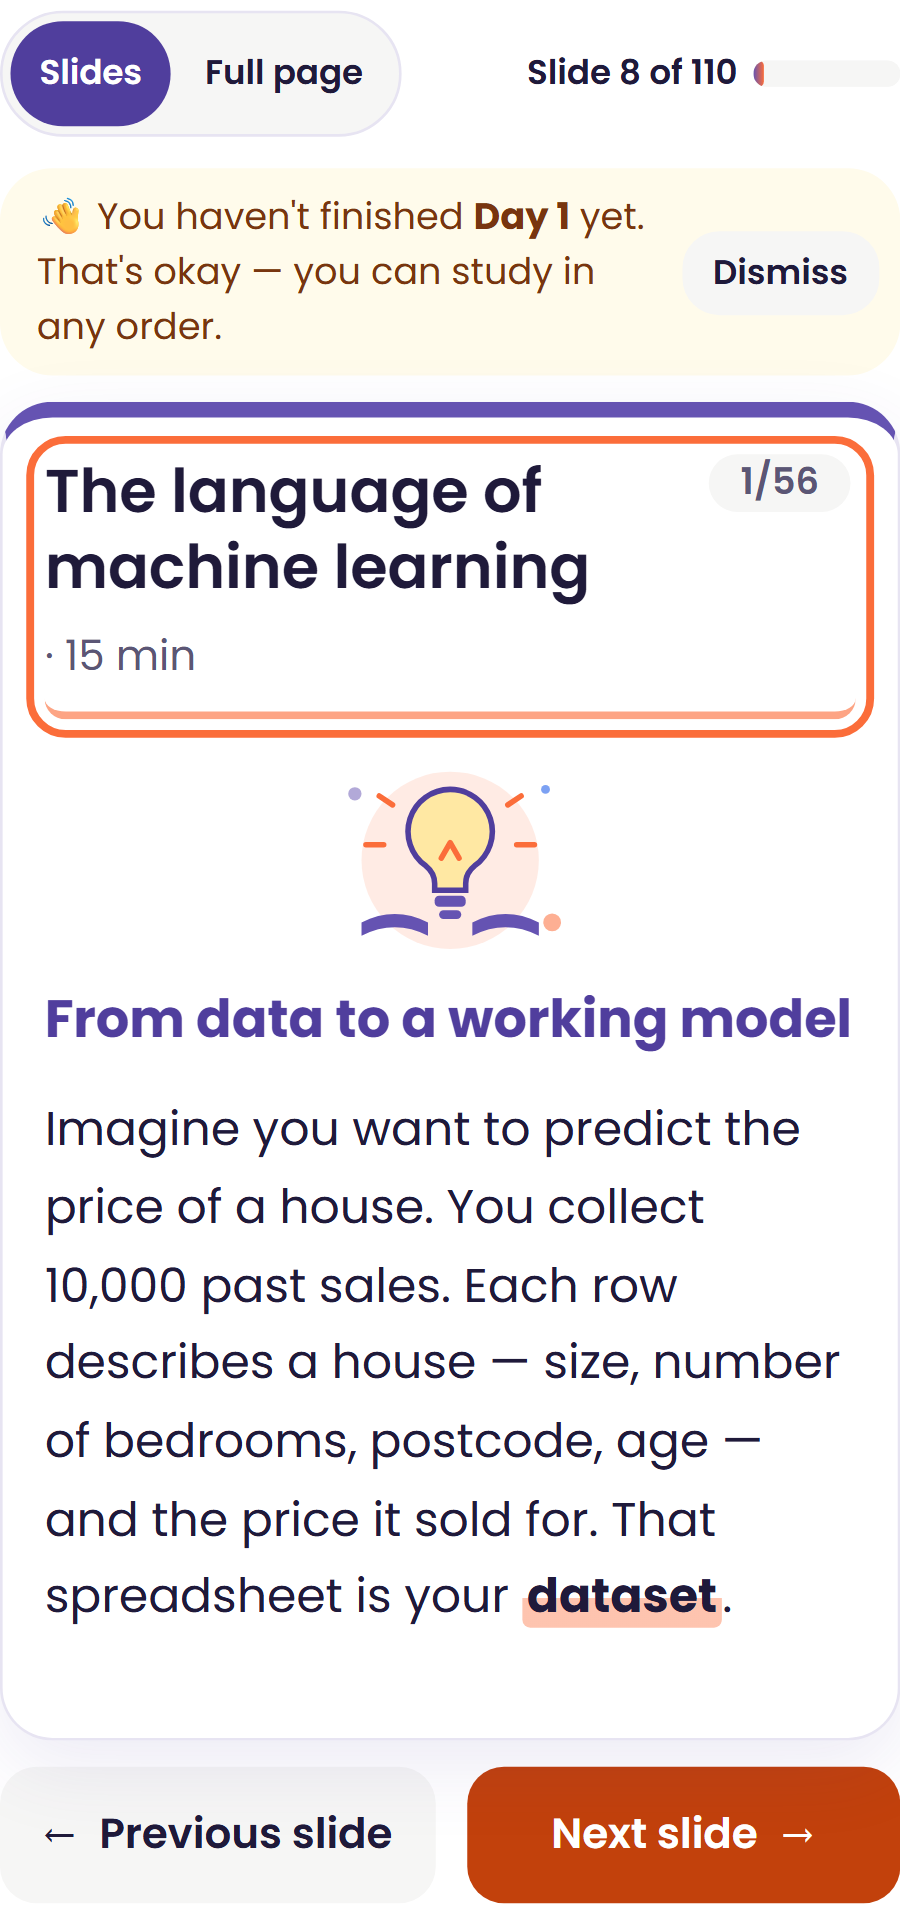 Slides Full page Slide 8 of 110
👋 You haven't finished Day 1 yet.
That's okay — you can study in
any order.
Dismiss
The language of
machine learning
1/56
· 15 min
From data to a working model
Imagine you want to predict the
price of a house. You collect
10,000 past sales. Each row
describes a house — size, number
of bedrooms, postcode, age —
and the price it sold for. That
spreadsheet is your dataset.
← Previous slide Next slide →